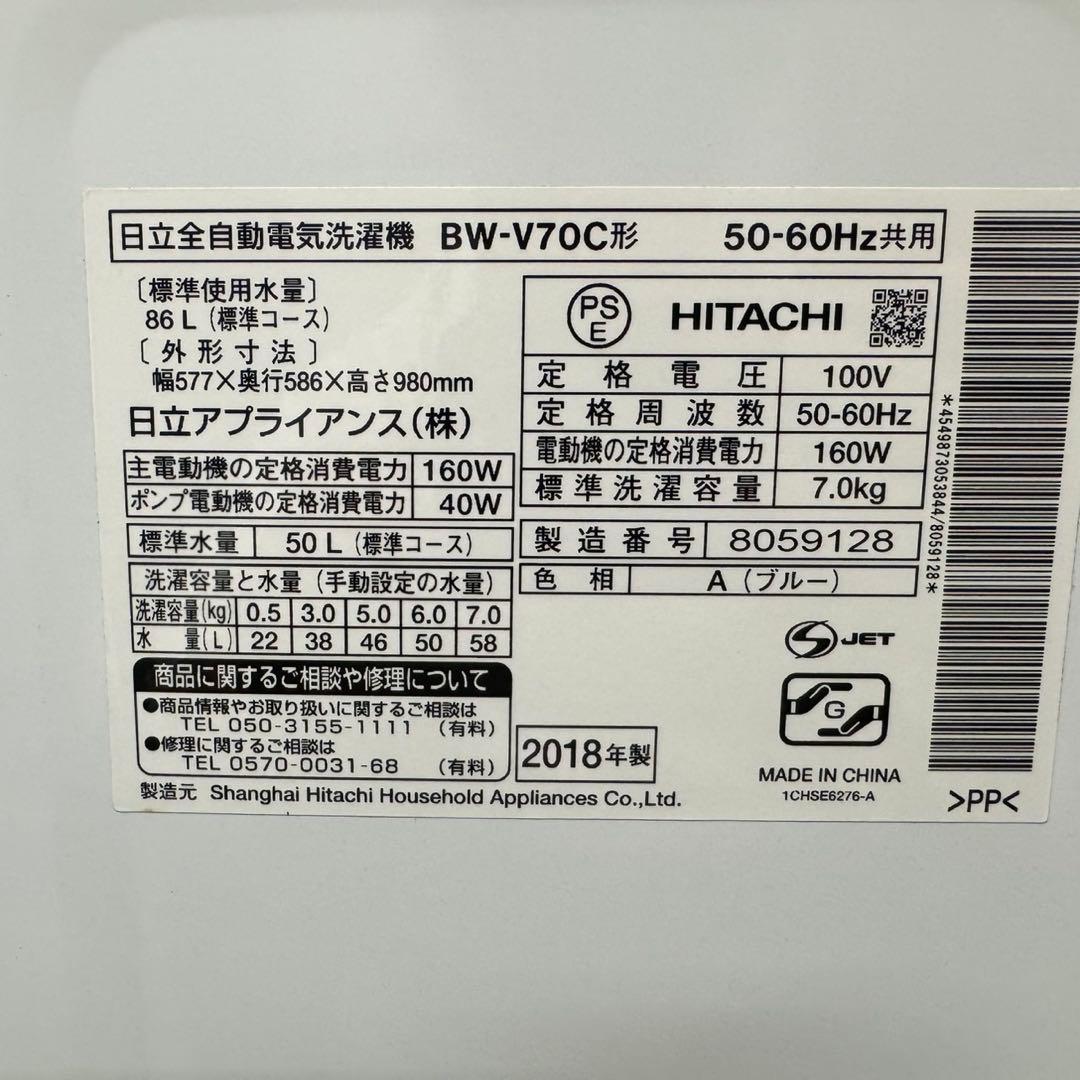 日立全自動電気洗濯機 BW-V70C形 50-60Hz共用
〔標準使用水量〕
86 L (標準コース)
〔外形寸法〕
幅577×奥行586×高さ980mm
日立アプライアンス(株)
主電動機の定格消費電力 160W
ポンプ電動機の定格消費電力 40W
標準水量 50 L (標準コース)
洗濯容量と水量 (手動設定の水量)
洗濯容量(kg) 0.5 3.0 5.0 6.0 7.0
水量(L) 22 38 46 50 58
商品に関するご相談や修理について
●商品情報やお取り扱いに関するご相談は
TEL 050-3155-1111 (有料)
●修理に関するご相談は
TEL 0570-0031-68 (有料)
製造元 Shanghai Hitachi Household Appliances Co.,Ltd.
PS E HITACHI
定格電圧 100V
定格周波数 50-60Hz
電動機の定格消費電力 160W
標準洗濯容量 7.0kg
製造番号 8059128
色相 A (ブルー)
S JET
G
2018年製
MADE IN CHINA
1CHSE6276-A
>PP<
*4549873053844/8059128*